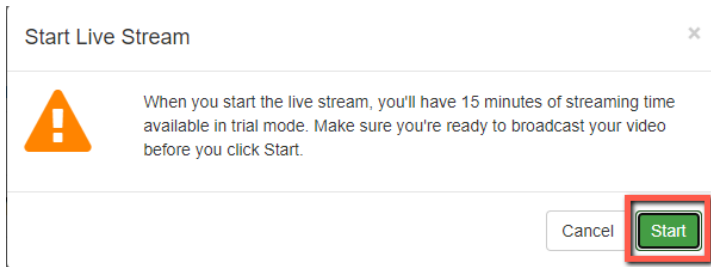 Start Live Stream
×
When you start the live stream, you'll have 15 minutes of streaming time
available in trial mode. Make sure you're ready to broadcast your video
before you click Start.
Cancel Start